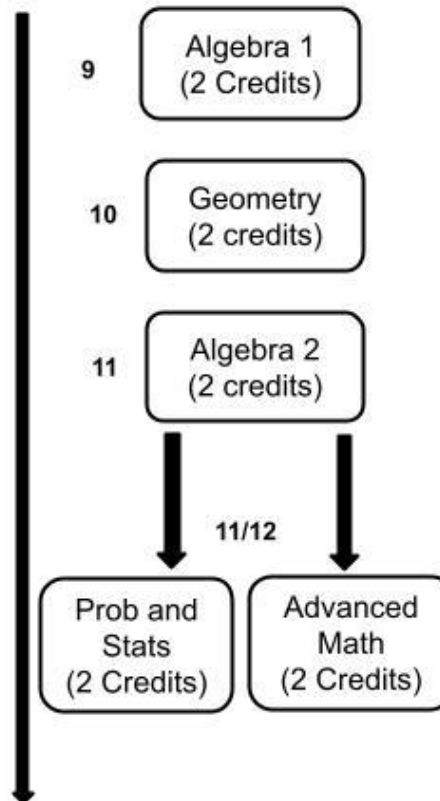 9
Algebra 1
(2 Credits)
10
Geometry
(2 credits)
11
Algebra 2
(2 credits)
11/12
Prob and
Stats
(2 Credits)
Advanced
Math
(2 Credits)